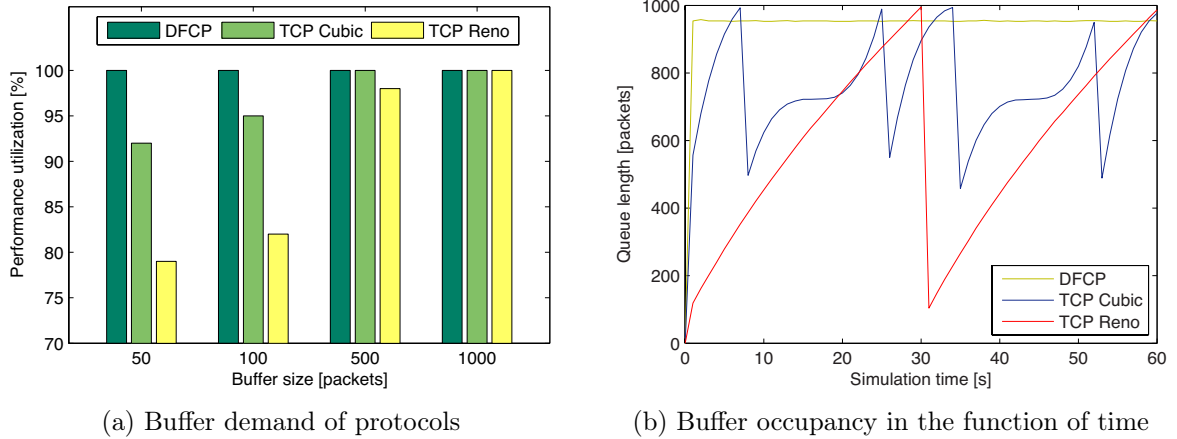 DFCP TCP Cubic TCP Reno
Performance utilization [%]
100
95
90
85
80
75
70
50 100 500 1000
Buffer size [packets]
(a) Buffer demand of protocols
Queue length [packets]
1000
800
600
400
200
0
DFCP
TCP Cubic
TCP Reno
0 10 20 30 40 50 60
Simulation time [s]
(b) Buffer occupancy in the function of time